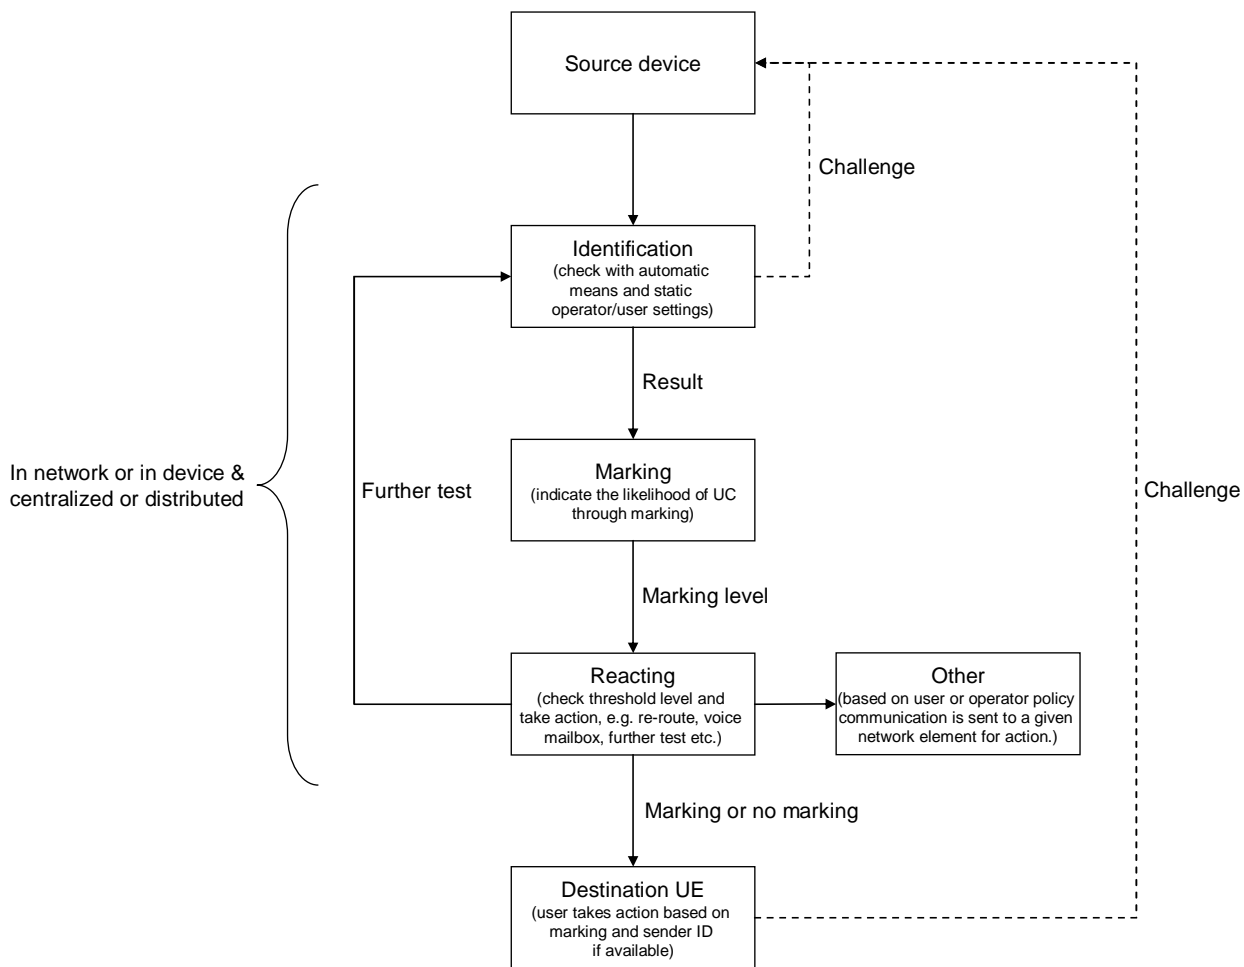 Source device
Challenge
Identification
(check with automatic
means and static
operator/user settings)
Result
Marking
(indicate the likelihood of UC
through marking)
In network or in device &
centralized or distributed
Further test
Challenge
Marking level
Reacting
(check threshold level and
take action, e.g. re-route, voice
mailbox, further test etc.)
Other
(based on user or operator policy
communication is sent to a given
network element for action.)
Marking or no marking
Destination UE
(user takes action based on
marking and sender ID
if available)